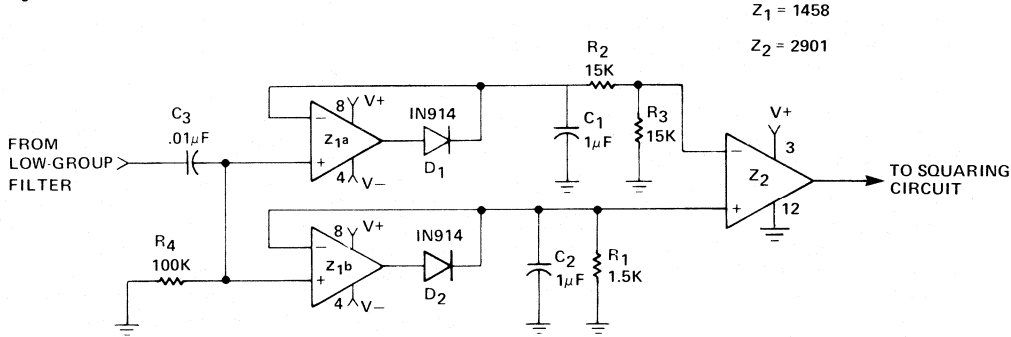 Z1 = 1458
Z2 = 2901
R2
15K
C3
.01μF
FROM
LOW-GROUP
FILTER
8
V+
IN914
−
Z1a
+
4
V−
D1
C1
1μF
R3
15K
V+
3
−
Z2
+
12
TO SQUARING
CIRCUIT
R4
100K
8
V+
IN914
−
Z1b
+
4
V−
D2
C2
1μF
R1
1.5K